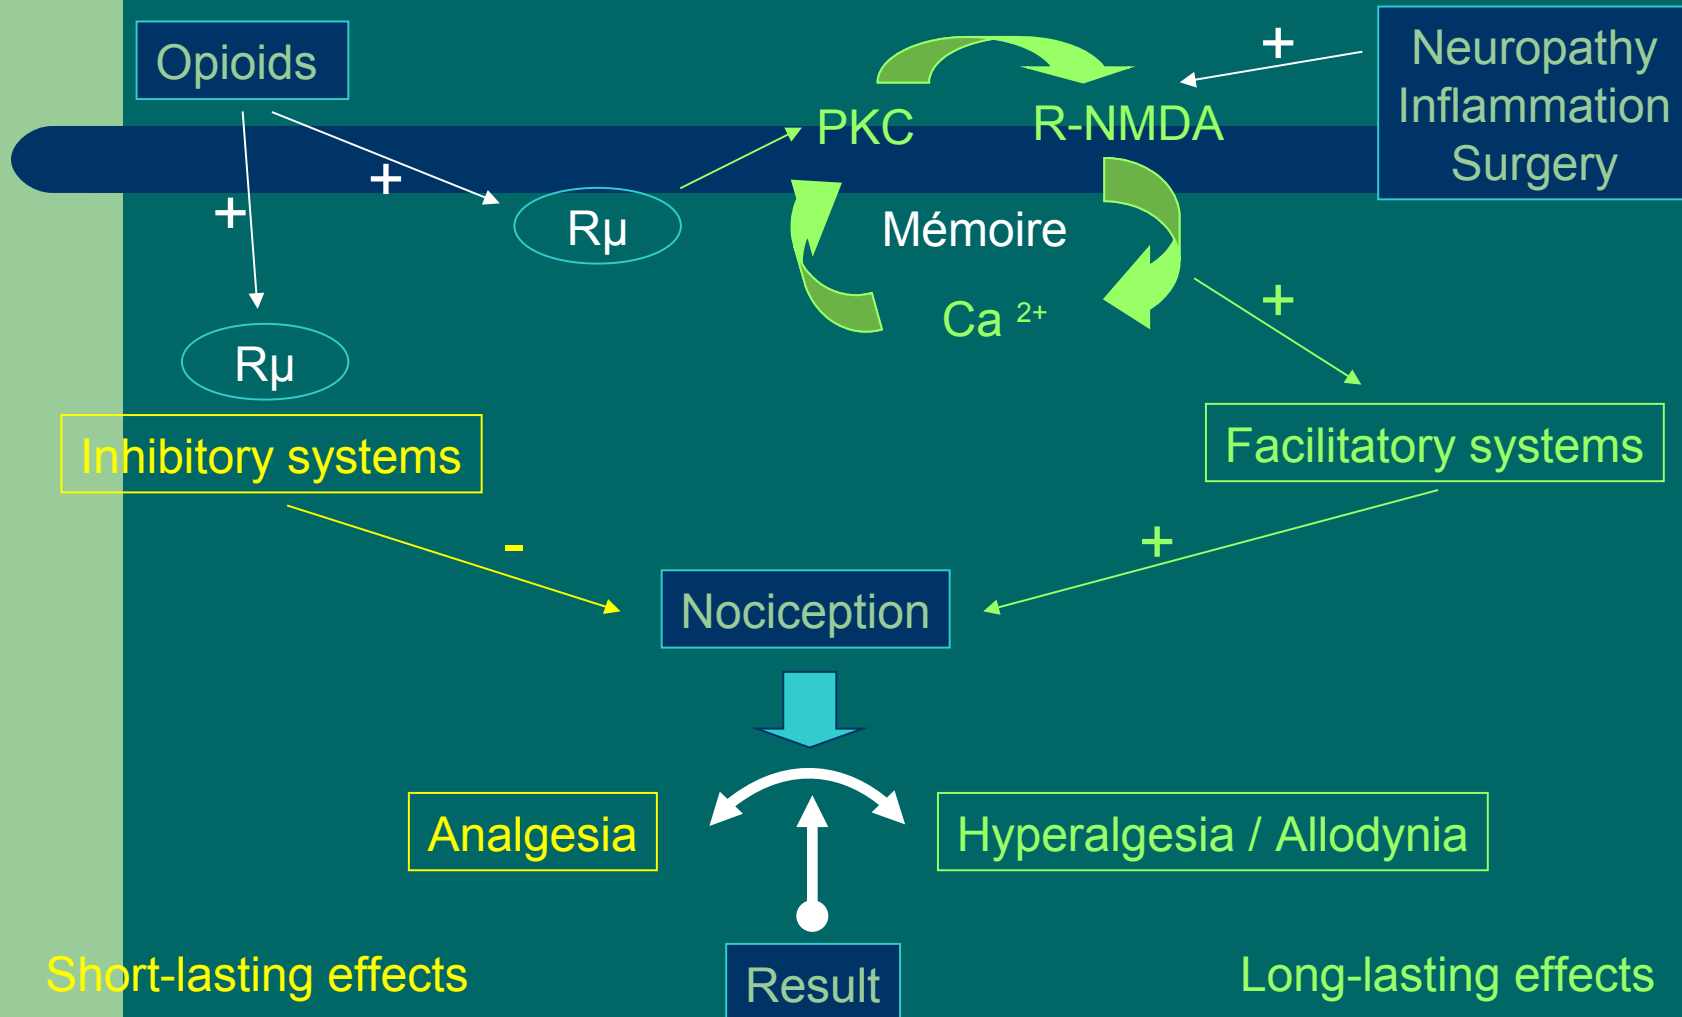 Opioids
+
+
PKC
R-NMDA
+
Neuropathy
Inflammation
Surgery
Rµ
Mémoire
Ca 2+
+
Rµ
Inhibitory systems
Facilitatory systems
-
+
Nociception
Analgesia
Hyperalgesia / Allodynia
Short-lasting effects
Result
Long-lasting effects